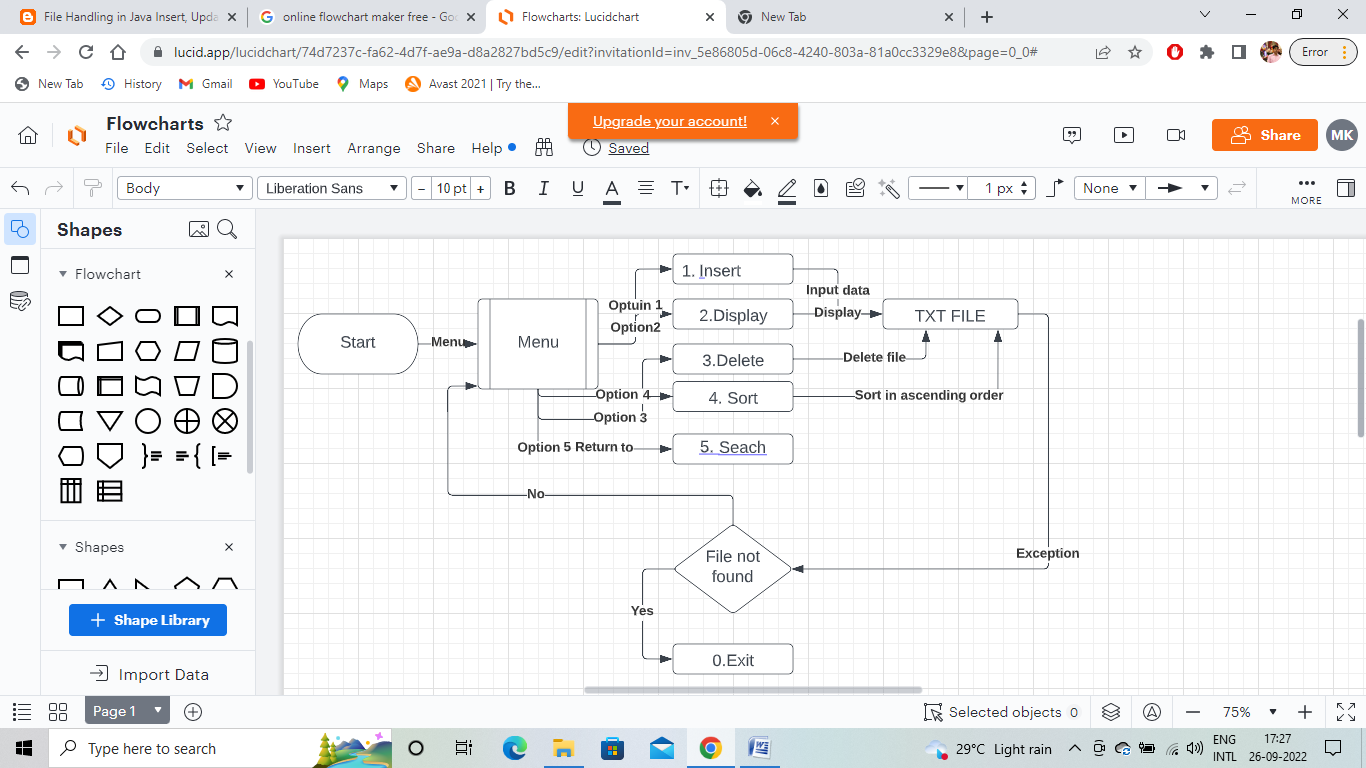 File Handling in Java Insert, Upda
online flowchart maker free - Goo
Flowcharts: Lucidchart
New Tab
lucid.app/lucidchart/74d7237c-fa62-4d7f-ae9a-d8a2827bd5c9/edit?invitationId=inv_5e86805d-06c8-4240-803a-81a0cc3329e8&page=0_0#
Error
New Tab
History
Gmail
YouTube
Maps
Avast 2021 | Try the...
Flowcharts
Upgrade your account!
File Edit Select View Insert Arrange Share Help
Saved
Share
MK
Body
Liberation Sans
10 pt
B I U A T
1 px
None
MORE
Shapes
Flowchart
Shapes
Shape Library
Import Data
Start
Menu
Menu
Optuin 1
Option2
Option 4
Option 3
Option 5 Return to
1. Insert
2.Display
3.Delete
4. Sort
5. Seach
Input data
Display
Delete file
Sort in ascending order
TXT FILE
No
File not
found
Exception
Yes
0.Exit
Page 1
Selected objects 0
75%
Type here to search
29°C Light rain
ENG
INTL
17:27
26-09-2022